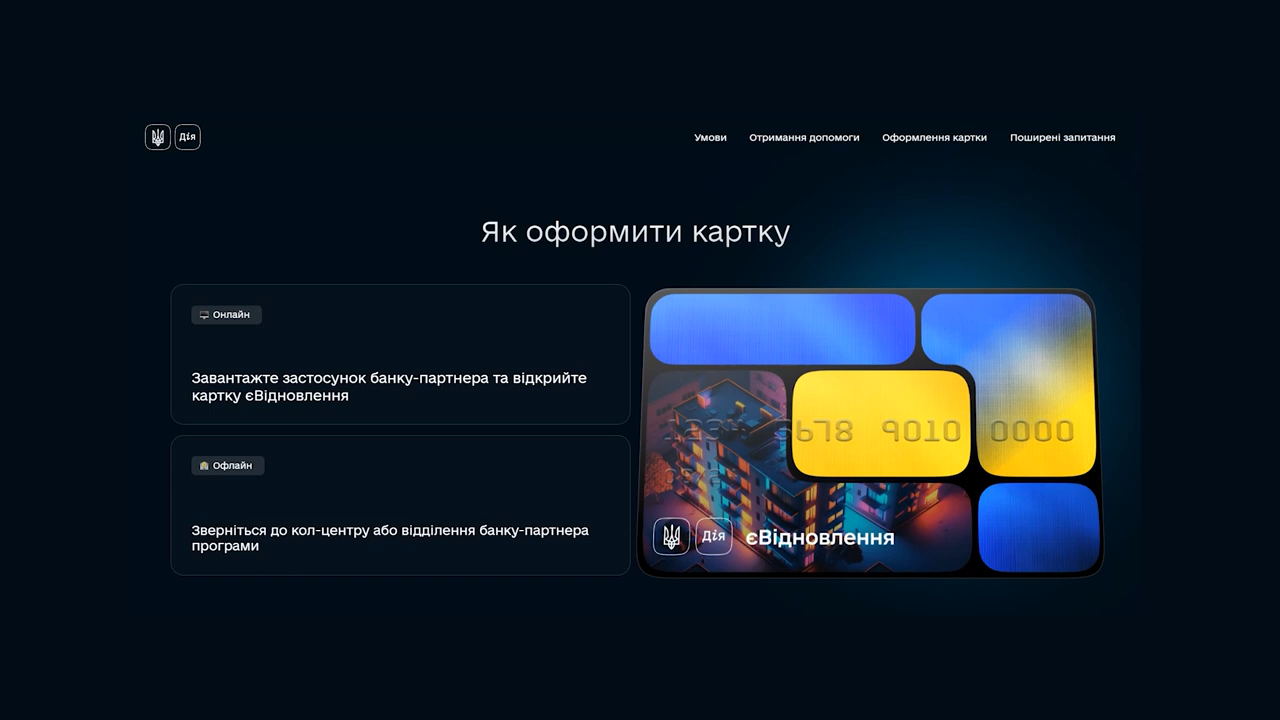 Дія
Умови Отримання допомоги Оформлення картки Поширені запитання
Як оформити картку
Онлайн
Завантажте застосунок банку-партнера та відкрийте
картку єВідновлення
Офлайн
Зверніться до кол-центру або відділення банку-партнера
програми
1234 5678 9010 0000
Дія єВідновлення